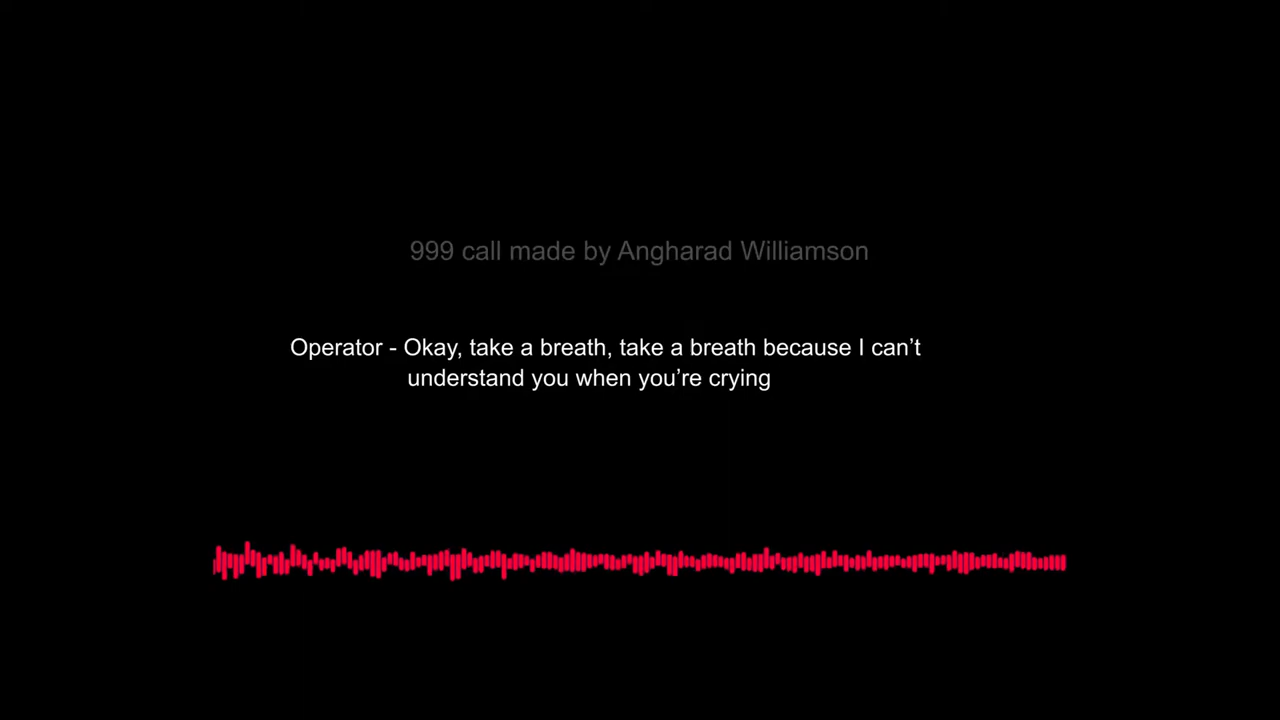 999 call made by Angharad Williamson
Operator - Okay, take a breath, take a breath because I can’t
understand you when you’re crying